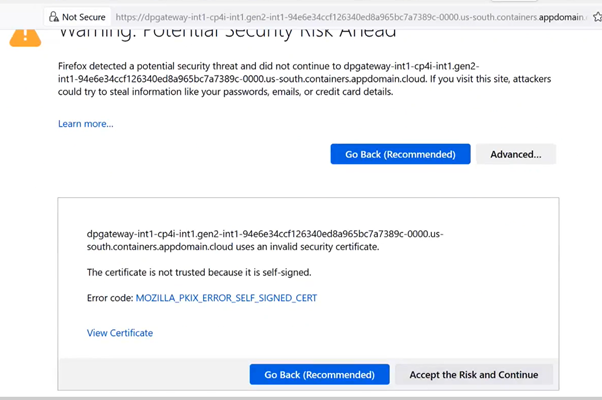 Not Secure https://dpgateway-int1-cp4i-int1.gen2-int1-94e6e34ccf126340ed8a965bc7a7389c-0000.us-south.containers.appdomain.
Warning: Potential Security Risk Ahead
Firefox detected a potential security threat and did not continue to dpgateway-int1-cp4i-int1.gen2-
int1-94e6e34ccf126340ed8a965bc7a7389c-0000.us-south.containers.appdomain.cloud. If you visit this site, attackers
could try to steal information like your passwords, emails, or credit card details.
Learn more...
Go Back (Recommended) Advanced...
dpgateway-int1-cp4i-int1.gen2-int1-94e6e34ccf126340ed8a965bc7a7389c-0000.us-
south.containers.appdomain.cloud uses an invalid security certificate.
The certificate is not trusted because it is self-signed.
Error code: MOZILLA_PKIX_ERROR_SELF_SIGNED_CERT
View Certificate
Go Back (Recommended) Accept the Risk and Continue